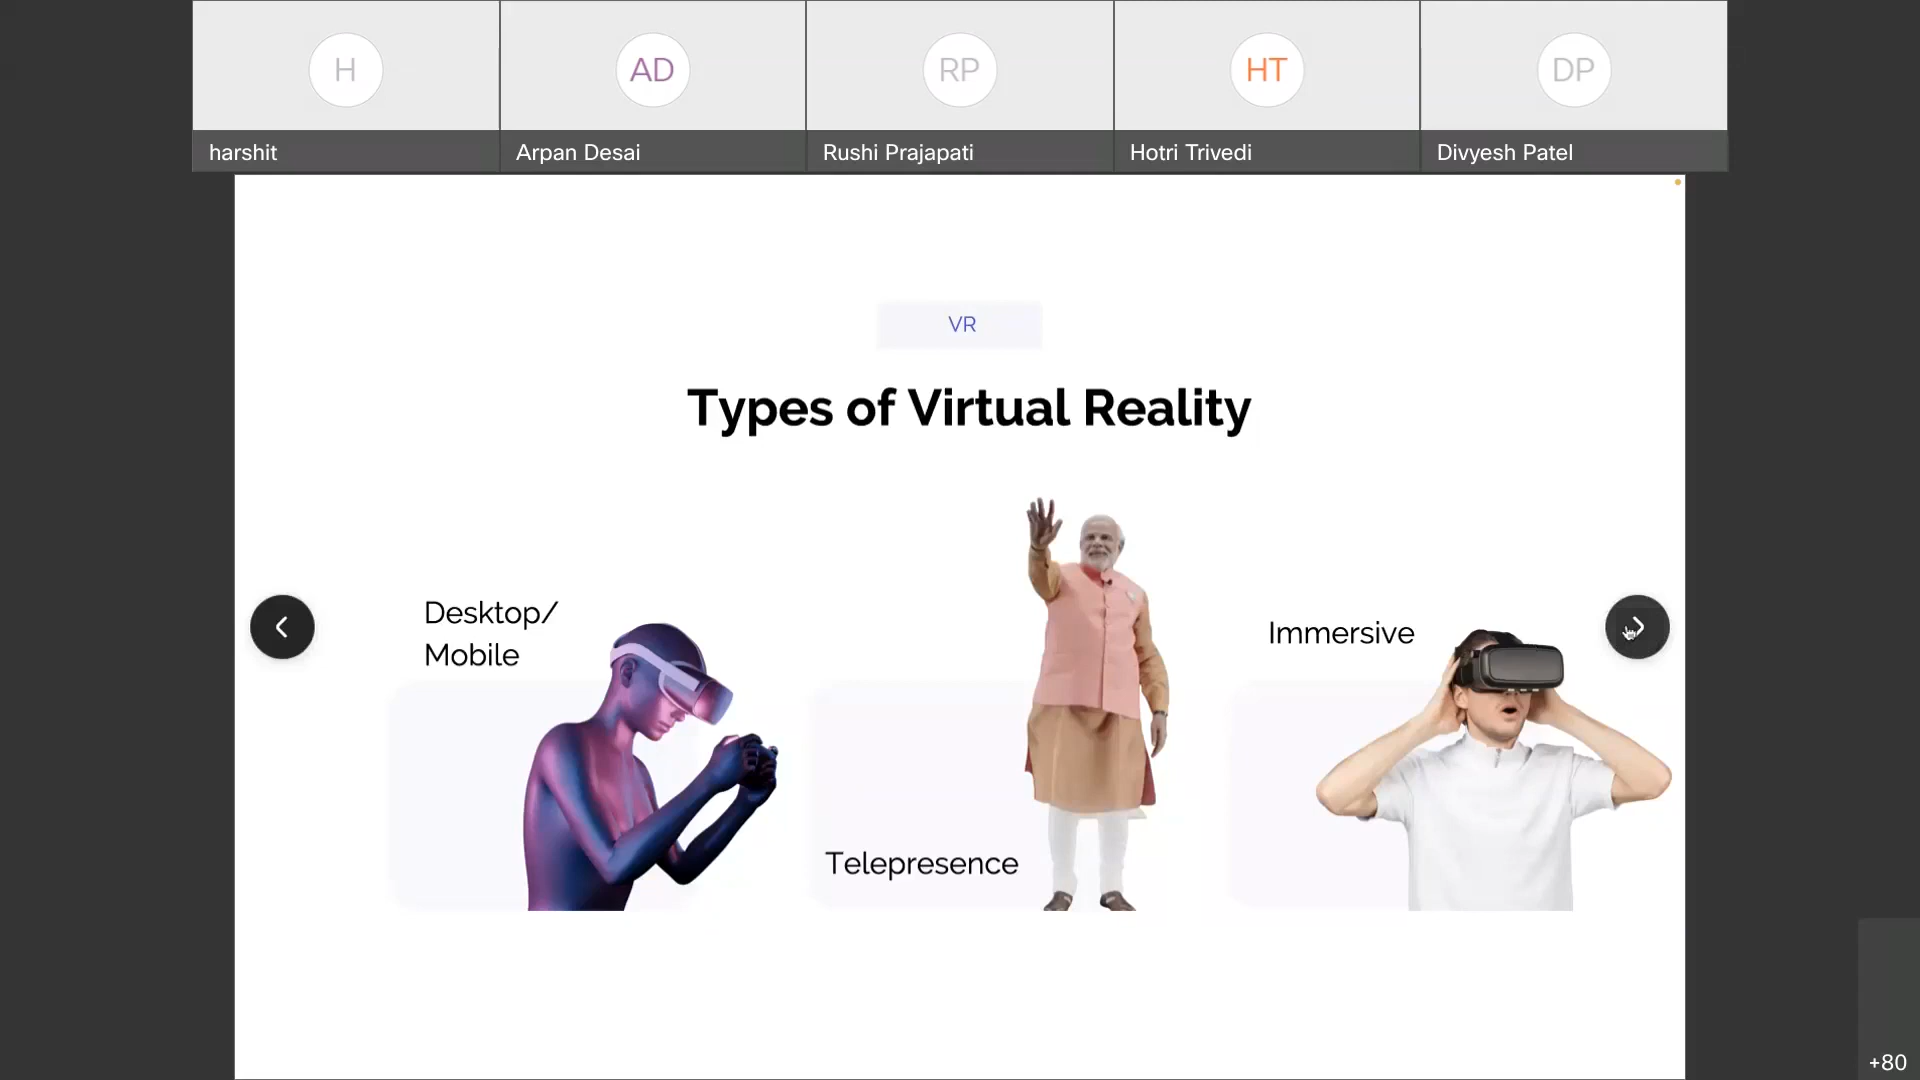 H
AD
RP
HT
DP
harshit
Arpan Desai
Rushi Prajapati
Hotri Trivedi
Divyesh Patel
VR
Types of Virtual Reality
Desktop/
Mobile
Telepresence
Immersive
+80